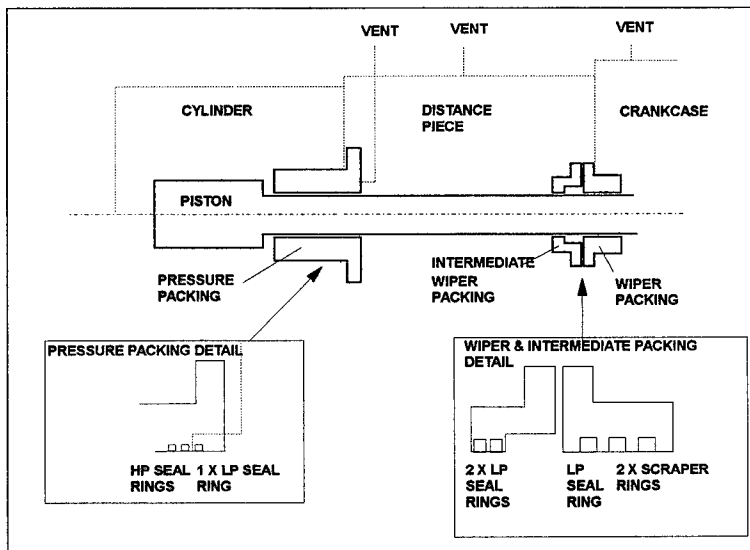 VENT
VENT
VENT
CYLINDER
DISTANCE
PIECE
CRANKCASE
PISTON
PRESSURE
PACKING
INTERMEDIATE
WIPER
PACKING
WIPER
PACKING
PRESSURE PACKING DETAIL
HP SEAL
RINGS
1 X LP SEAL
RING
WIPER & INTERMEDIATE PACKING
DETAIL
2 X LP
SEAL
RINGS
LP
SEAL
RING
2 X SCRAPER
RINGS